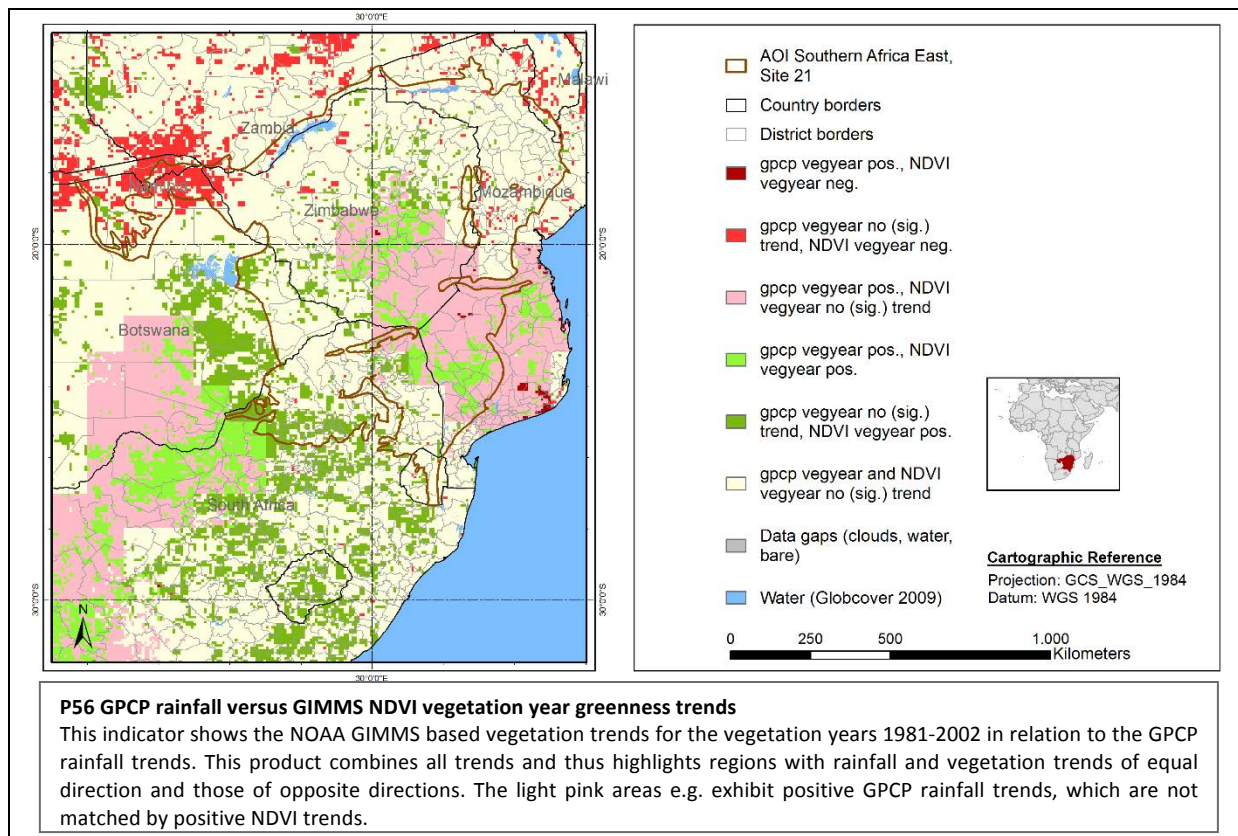 30°0'0"E
Malawi
Zambia
Namibia
Mozambique
Zimbabwe
20°0'0"S
20°0'0"S
Botswana
South Africa
30°0'0"S
30°0'0"S
N
30°0'0"E
AOI Southern Africa East,
Site 21
Country borders
District borders
gpcp vegyear pos., NDVI
vegyear neg.
gpcp vegyear no (sig.)
trend, NDVI vegyear neg.
gpcp vegyear pos., NDVI
vegyear no (sig.) trend
gpcp vegyear pos., NDVI
vegyear pos.
gpcp vegyear no (sig.)
trend, NDVI vegyear pos.
gpcp vegyear and NDVI
vegyear no (sig.) trend
Data gaps (clouds, water,
bare)
Water (Globcover 2009)
Cartographic Reference
Projection: GCS_WGS_1984
Datum: WGS 1984
0 250 500 1.000
Kilometers
P56 GPCP rainfall versus GIMMS NDVI vegetation year greenness trends
This indicator shows the NOAA GIMMS based vegetation trends for the vegetation years 1981-2002 in relation to the GPCP
rainfall trends. This product combines all trends and thus highlights regions with rainfall and vegetation trends of equal
direction and those of opposite directions. The light pink areas e.g. exhibit positive GPCP rainfall trends, which are not
matched by positive NDVI trends.